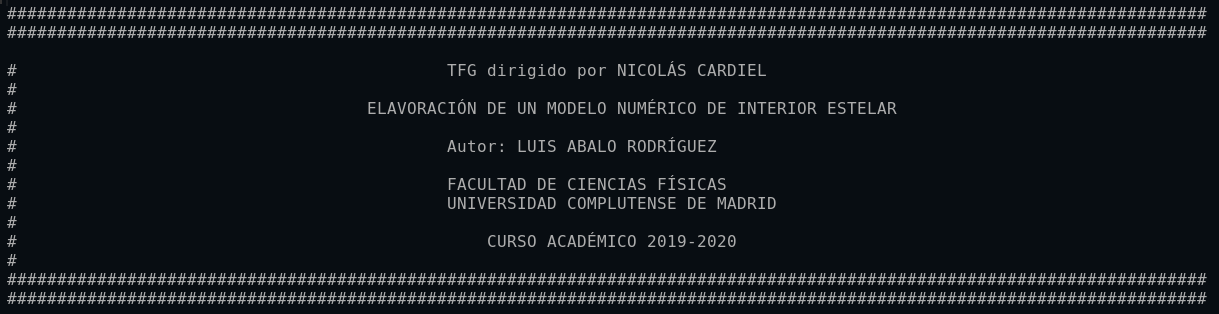 ########################################################################################################################
########################################################################################################################
# TFG dirigido por NICOLÁS CARDIEL
#
# ELAVORACIÓN DE UN MODELO NUMÉRICO DE INTERIOR ESTELAR
#
# Autor: LUIS ABALO RODRÍGUEZ
#
# FACULTAD DE CIENCIAS FÍSICAS
# UNIVERSIDAD COMPLUTENSE DE MADRID
#
# CURSO ACADÉMICO 2019-2020
#
########################################################################################################################
########################################################################################################################